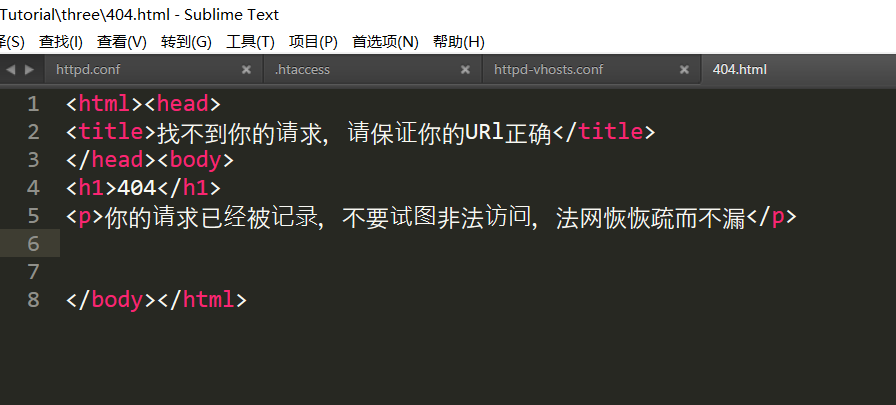 Tutorial\three\404.html - Sublime Text
择(S) 查找(I) 查看(V) 转到(G) 工具(T) 项目(P) 首选项(N) 帮助(H)
httpd.conf .htaccess httpd-vhosts.conf 404.html
1 <html><head>
2 <title>找不到你的请求，请保证你的URl正确</title>
3 </head><body>
4 <h1>404</h1>
5 <p>你的请求已经被记录，不要试图非法访问，法网恢恢疏而不漏</p>
6
7
8 </body></html>